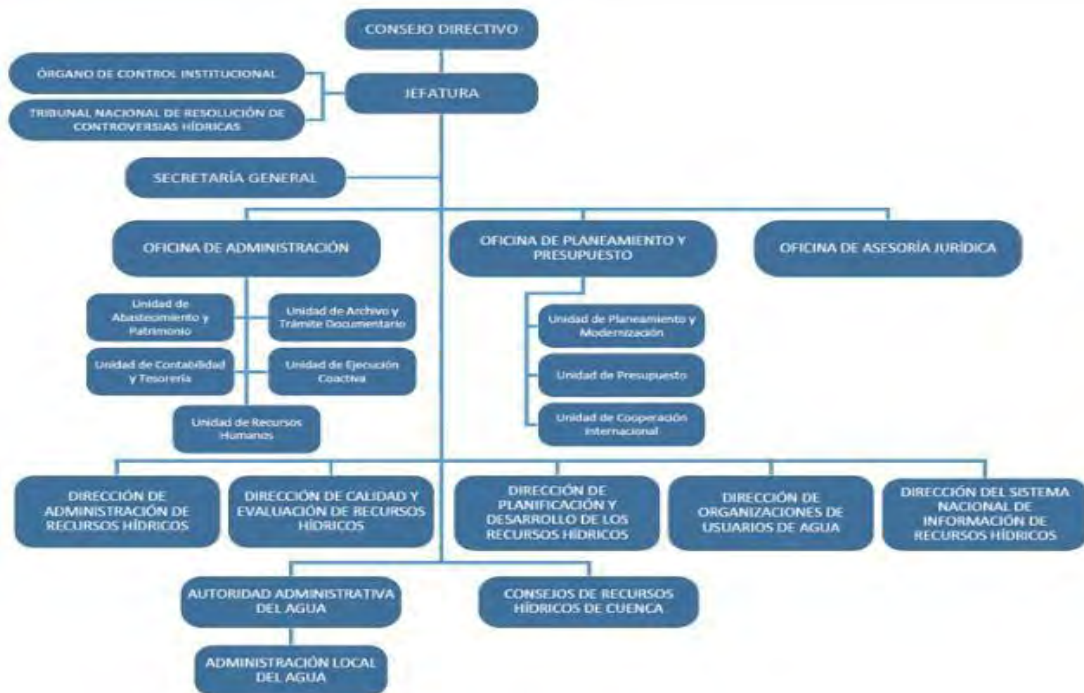 CONSEJO DIRECTIVO
ÓRGANO DE CONTROL INSTITUCIONAL
JEFATURA
TRIBUNAL NACIONAL DE RESOLUCIÓN DE
CONTROVERSIAS HÍDRICAS
SECRETARÍA GENERAL
OFICINA DE ADMINISTRACIÓN
OFICINA DE PLANEAMIENTO Y
PRESUPUESTO
OFICINA DE ASESORÍA JURÍDICA
Unidad de
Abastecimiento y
Patrimonio
Unidad de Archivo y
Trámite Documentario
Unidad de Contabilidad
y Tesorería
Unidad de Ejecución
Coactiva
Unidad de Recursos
Humanos
Unidad de Planeamiento y
Modernización
Unidad de Presupuesto
Unidad de Cooperación
Internacional
DIRECCIÓN DE
ADMINISTRACIÓN DE
RECURSOS HÍDRICOS
DIRECCIÓN DE CALIDAD Y
EVALUACIÓN DE RECURSOS
HÍDRICOS
DIRECCIÓN DE
PLANIFICACIÓN Y
DESARROLLO DE LOS
RECURSOS HÍDRICOS
DIRECCIÓN DE
ORGANIZACIONES DE
USUARIOS DE AGUA
DIRECCIÓN DEL SISTEMA
NACIONAL DE
INFORMACIÓN DE
RECURSOS HÍDRICOS
AUTORIDAD ADMINISTRATIVA
DEL AGUA
CONSEJOS DE RECURSOS
HÍDRICOS DE CUENCA
ADMINISTRACIÓN LOCAL
DEL AGUA